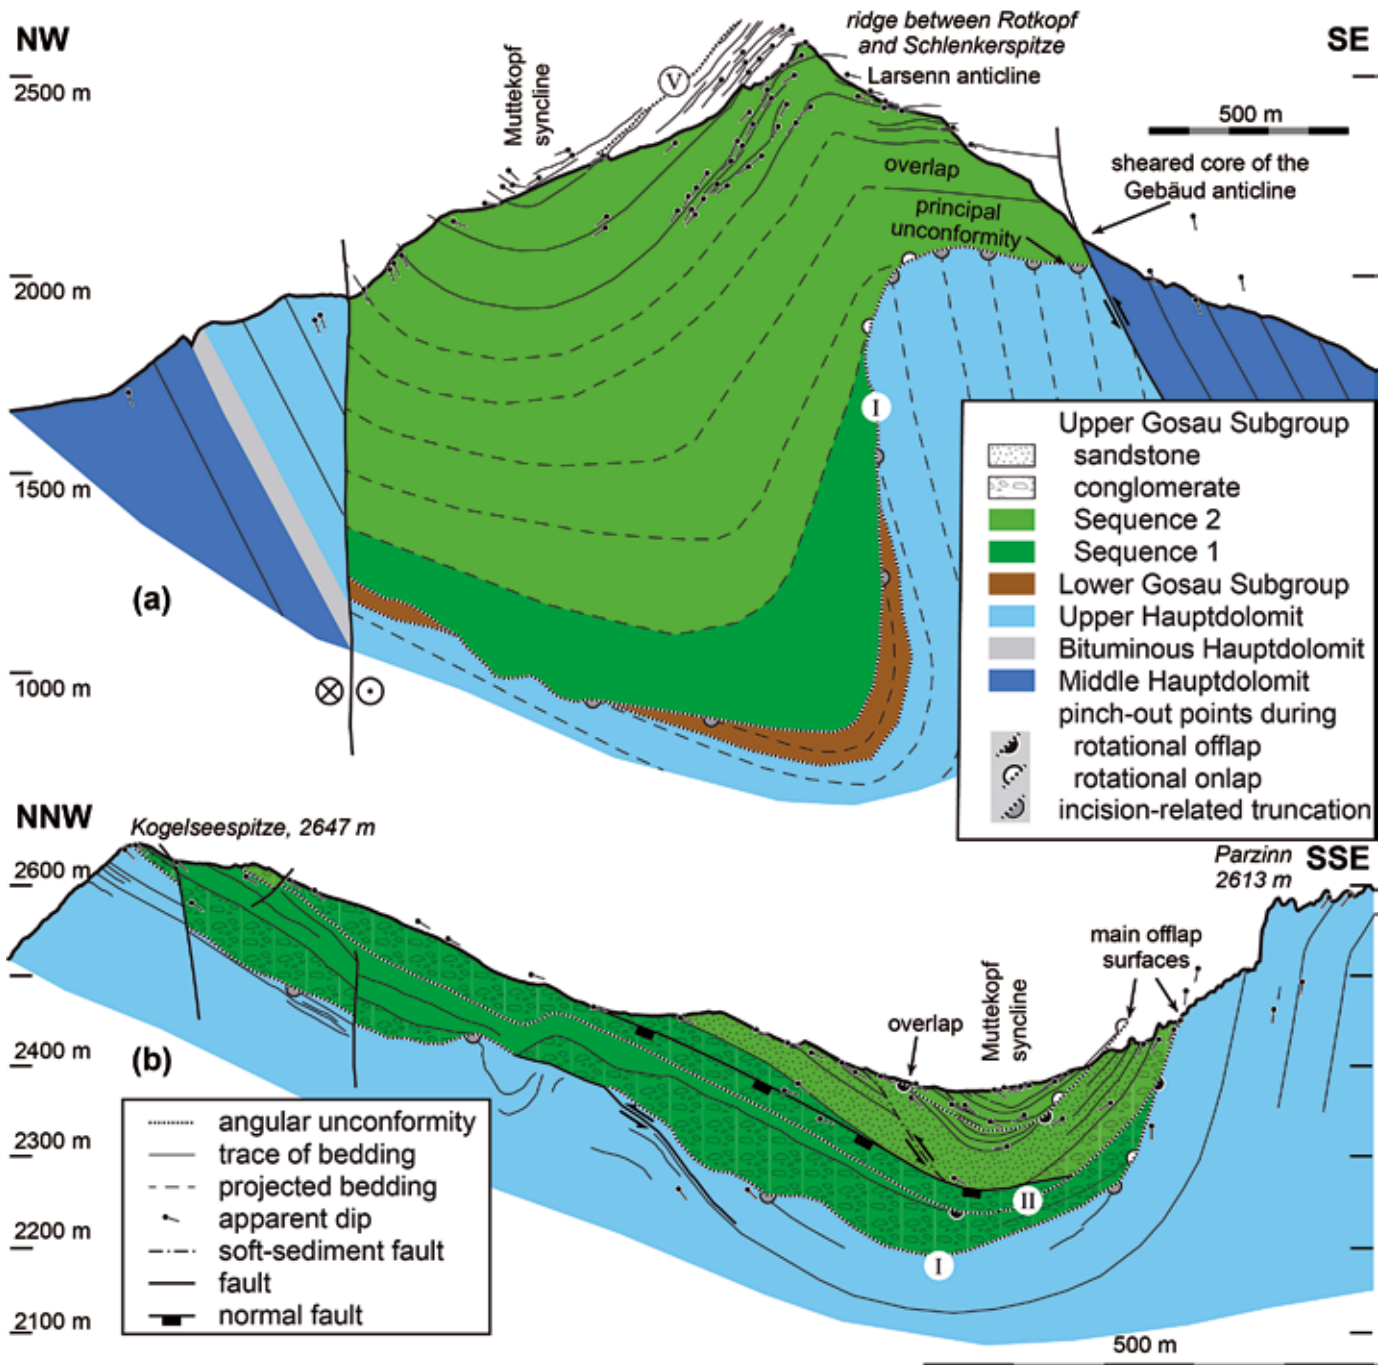 NW
SE
ridge between Rotkopf
and Schlenkerspitze
Larsenn anticline
V
Muttekopf
syncline
2500 m
500 m
overlap
sheared core of the
Gebäud anticline
principal
unconformity
2000 m
I
1500 m
(a)
1000 m
Upper Gosau Subgroup
sandstone
conglomerate
Sequence 2
Sequence 1
Lower Gosau Subgroup
Upper Hauptdolomit
Bituminous Hauptdolomit
Middle Hauptdolomit
pinch-out points during
rotational offlap
rotational onlap
incision-related truncation
NNW
SSE
Kogelseespitze, 2647 m
Parzinn
2613 m
2600 m
main offlap
surfaces
Muttekopf
syncline
overlap
2400 m
(b)
II
I
angular unconformity
trace of bedding
projected bedding
apparent dip
soft-sediment fault
fault
normal fault
2300 m
2200 m
2100 m
500 m